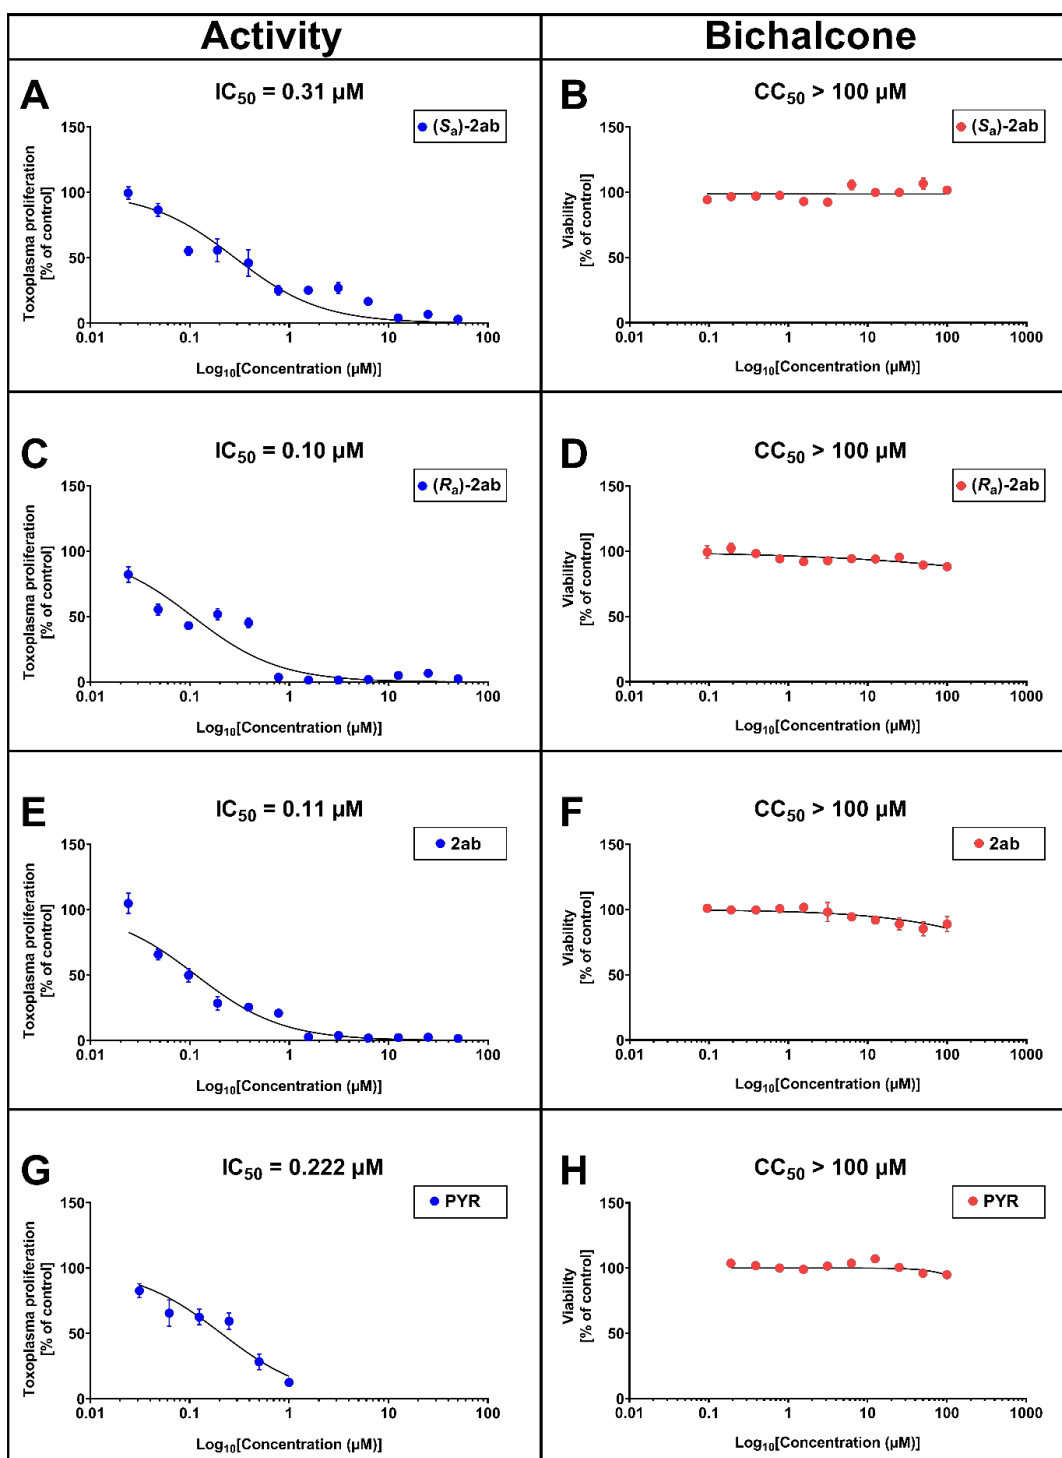 Activity
Bichalcone
A
IC50 = 0.31 µM
(Sa)-2ab
Toxoplasma proliferation
[% of control]
150
100
50
0
0.01 0.1 1 10 100
Log10[Concentration (µM)]
B
CC50 > 100 µM
(Sa)-2ab
Viability
[% of control]
150
100
50
0
0.01 0.1 1 10 100 1000
Log10[Concentration (µM)]
C
IC50 = 0.10 µM
(Ra)-2ab
Toxoplasma proliferation
[% of control]
150
100
50
0
0.01 0.1 1 10 100
Log10[Concentration (µM)]
D
CC50 > 100 µM
(Ra)-2ab
Viability
[% of control]
150
100
50
0
0.01 0.1 1 10 100 1000
Log10[Concentration (µM)]
E
IC50 = 0.11 µM
2ab
Toxoplasma proliferation
[% of control]
150
100
50
0
0.01 0.1 1 10 100
Log10[Concentration (µM)]
F
CC50 > 100 µM
2ab
Viability
[% of control]
150
100
50
0
0.01 0.1 1 10 100 1000
Log10[Concentration (µM)]
G
IC50 = 0.222 µM
PYR
Toxoplasma proliferation
[% of control]
150
100
50
0
0.01 0.1 1 10 100
Log10[Concentration (µM)]
H
CC50 > 100 µM
PYR
Viability
[% of control]
150
100
50
0
0.01 0.1 1 10 100 1000
Log10[Concentration (µM)]